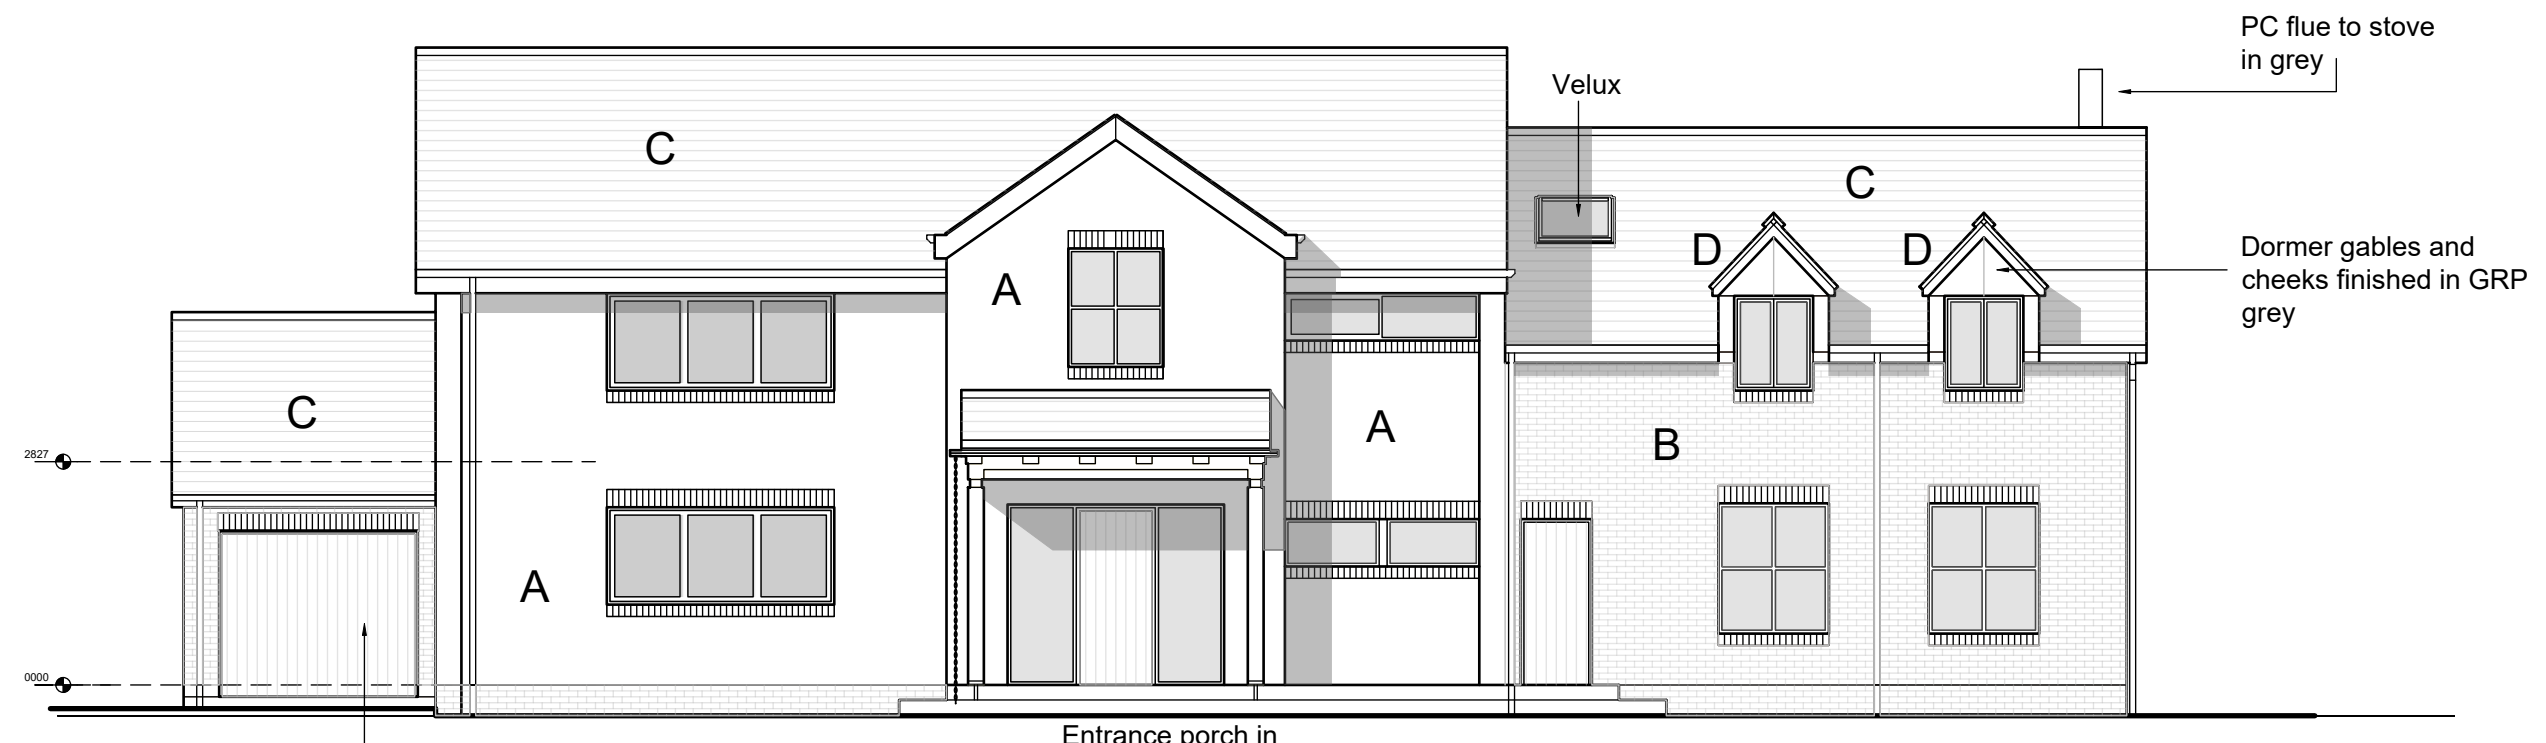 PC flue to stove
in grey
Velux
C
C
D
D
Dormer gables and
cheeks finished in GRP
grey
A
C
A
B
2827
A
0000
Entrance porch in